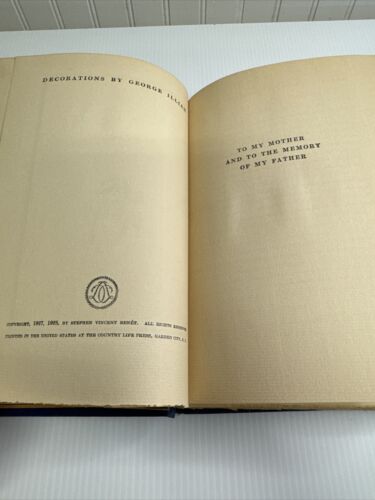 DECORATIONS BY GEORGE
TO MY MOTHER
AND TO THE MEMORY
OF MY FATHER
COPYRIGHT, 1927, 1928, BY STEPHEN VINCENT BENÉT. ALL RIGHTS
PRINTED IN THE UNITED STATES AT THE COUNTRY LIFE PRESS, GARDEN CITY,